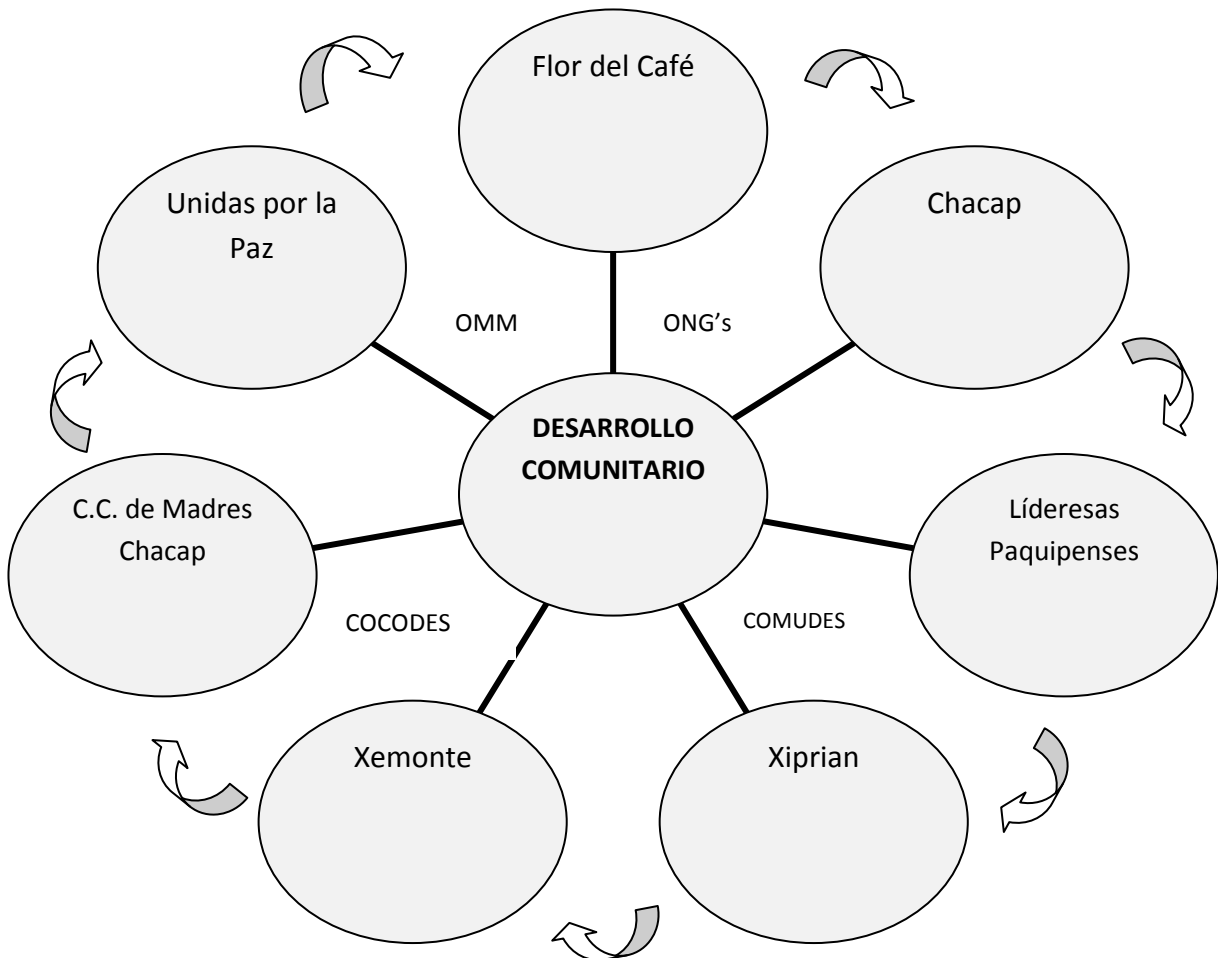 Flor del Café
Unidas por la
Paz
Chacap
OMM
ONG's
DESARROLLO
COMUNITARIO
C.C. de Madres
Chacap
Líderesas
Paquipenses
COCODES
COMUDES
Xemonte
Xiprian